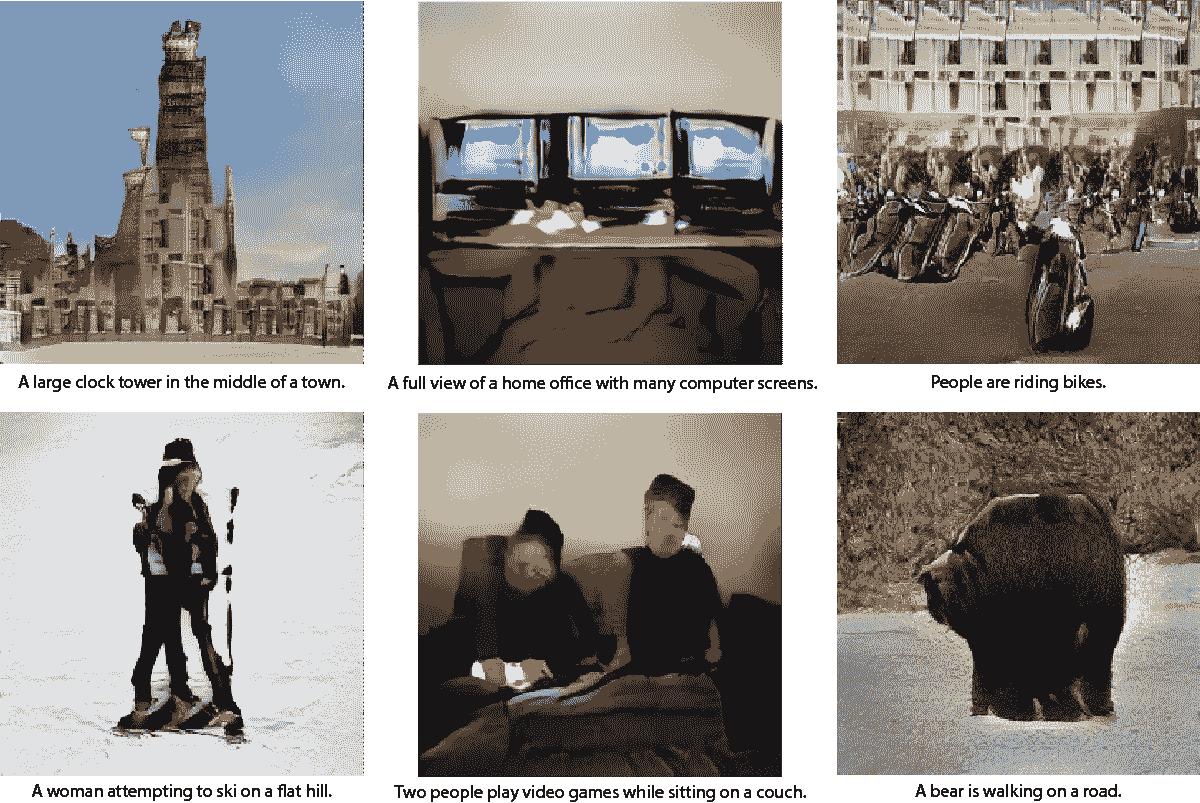 A large clock tower in the middle of a town.
A full view of a home office with many computer screens.
People are riding bikes.
A woman attempting to ski on a flat hill.
Two people play video games while sitting on a couch.
A bear is walking on a road.